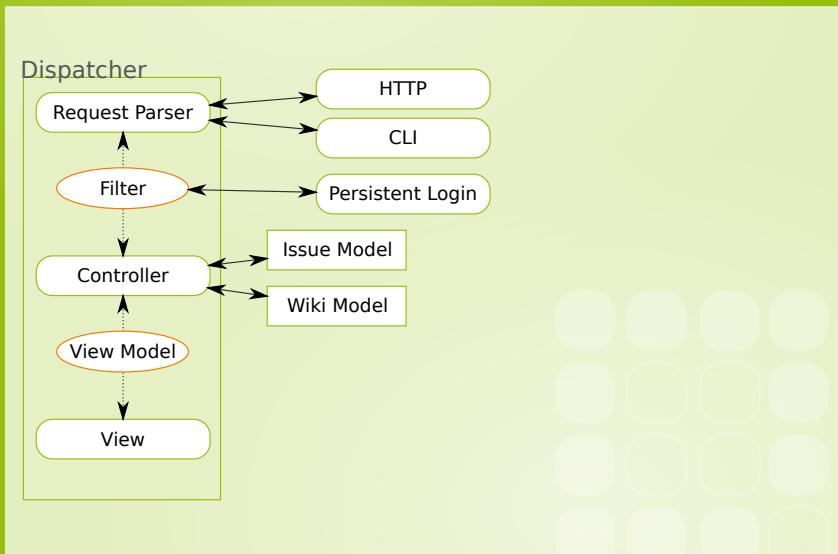 Dispatcher
Request Parser
HTTP
CLI
Filter
Persistent Login
Controller
Issue Model
Wiki Model
View Model
View